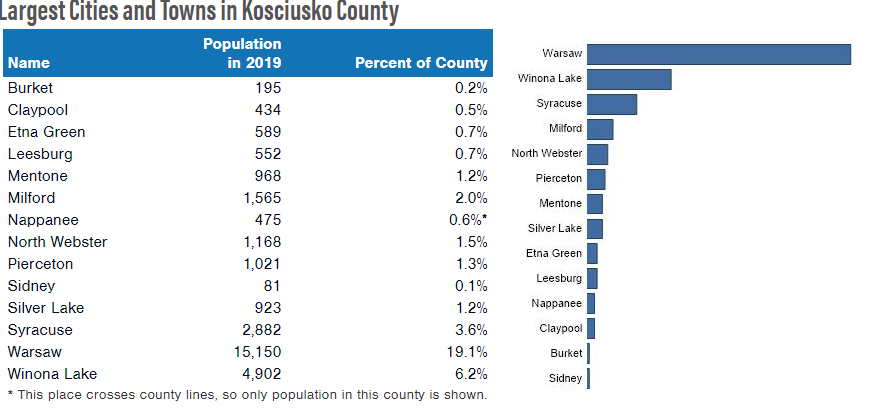 Largest Cities and Towns in Kosciusko County
Name Population in 2019 Percent of County
Burket 195 0.2%
Claypool 434 0.5%
Etna Green 589 0.7%
Leesburg 552 0.7%
Mentone 968 1.2%
Milford 1,565 2.0%
Nappanee 475 0.6%*
North Webster 1,168 1.5%
Pierceton 1,021 1.3%
Sidney 81 0.1%
Silver Lake 923 1.2%
Syracuse 2,882 3.6%
Warsaw 15,150 19.1%
Winona Lake 4,902 6.2%
* This place crosses county lines, so only population in this county is shown.
Warsaw
Winona Lake
Syracuse
Milford
North Webster
Pierceton
Mentone
Silver Lake
Etna Green
Leesburg
Nappanee
Claypool
Burket
Sidney